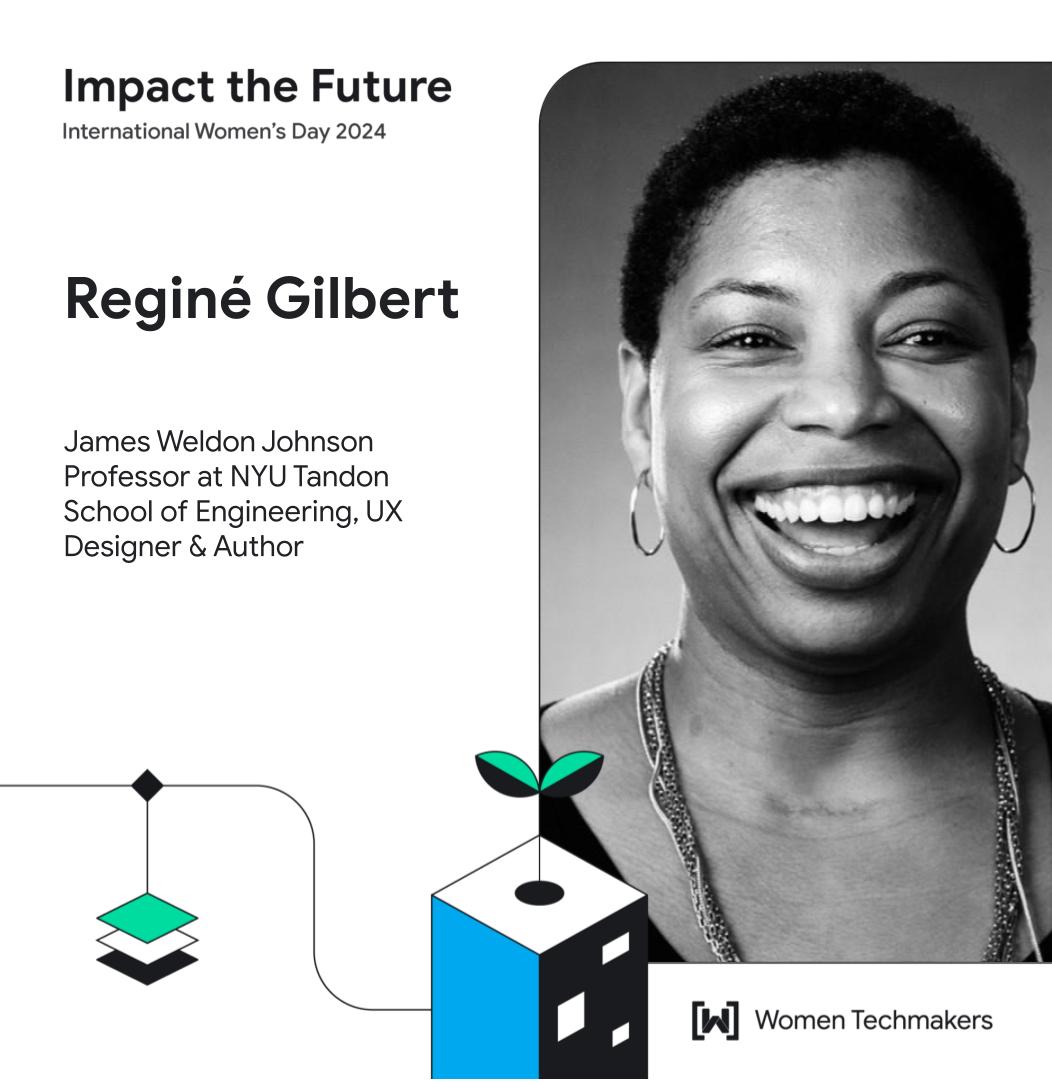 Impact the Future
International Women’s Day 2024
Reginé Gilbert
James Weldon Johnson
Professor at NYU Tandon
School of Engineering, UX
Designer & Author
[W] Women Techmakers